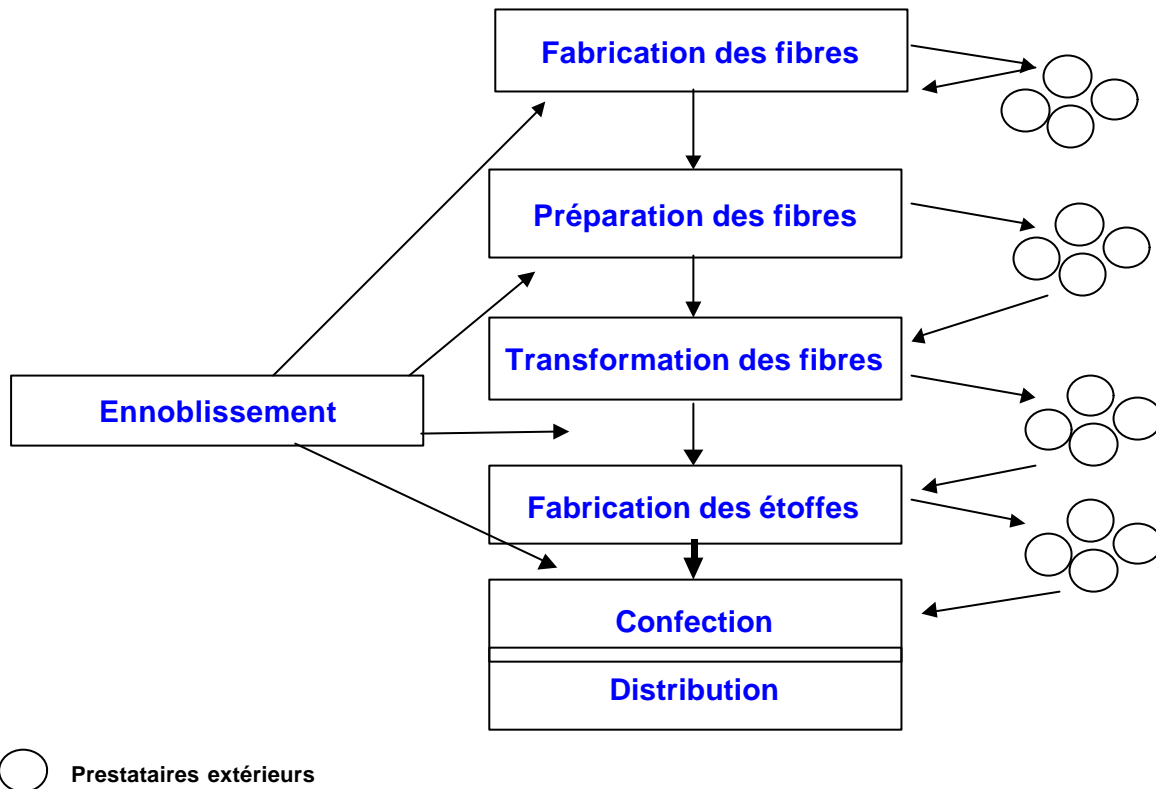 Fabrication des fibres
Préparation des fibres
Transformation des fibres
Ennoblissement
Fabrication des étoffes
Confection
Distribution
Prestataires extérieurs